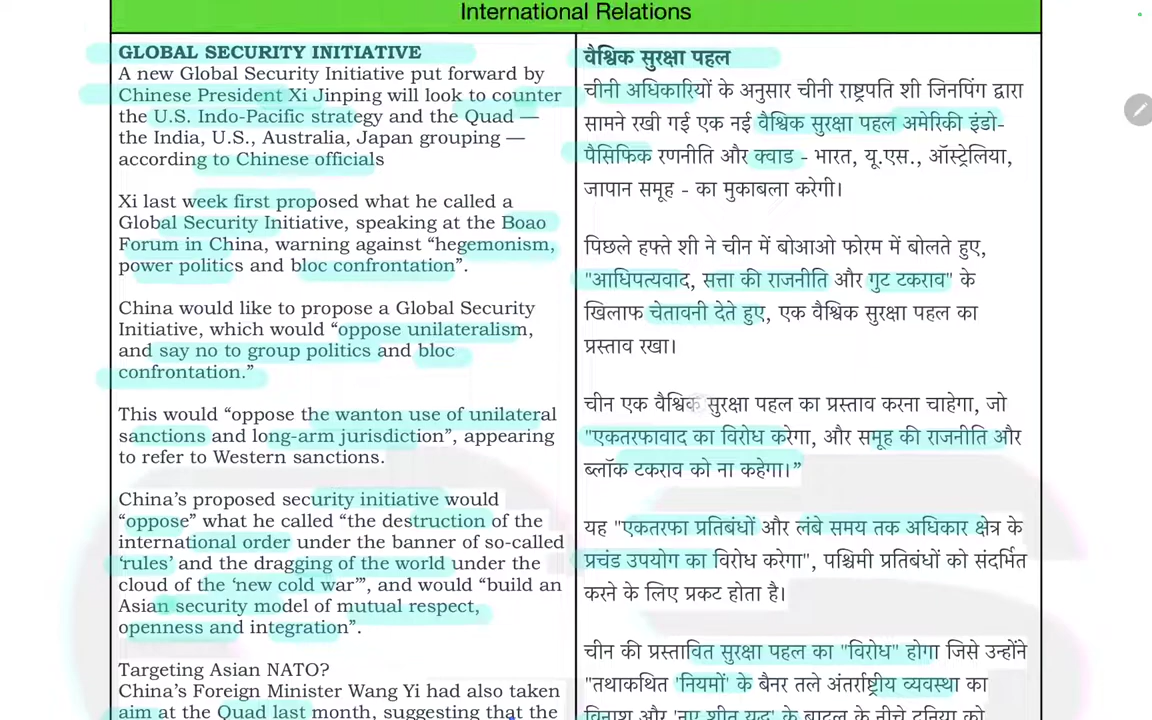 International Relations
GLOBAL SECURITY INITIATIVE
A new Global Security Initiative put forward by
Chinese President Xi Jinping will look to counter
the U.S. Indo-Pacific strategy and the Quad —
the India, U.S., Australia, Japan grouping —
according to Chinese officials
Xi last week first proposed what he called a
Global Security Initiative, speaking at the Boao
Forum in China, warning against “hegemonism,
power politics and bloc confrontation”.
China would like to propose a Global Security
Initiative, which would “oppose unilateralism,
and say no to group politics and bloc
confrontation.”
This would “oppose the wanton use of unilateral
sanctions and long-arm jurisdiction”, appearing
to refer to Western sanctions.
China’s proposed security initiative would
“oppose” what he called “the destruction of the
international order under the banner of so-called
‘rules’ and the dragging of the world under the
cloud of the ‘new cold war’”, and would “build an
Asian security model of mutual respect,
openness and integration”.
Targeting Asian NATO?
China’s Foreign Minister Wang Yi had also taken
aim at the Quad last month, suggesting that the
वैश्विक सुरक्षा पहल
चीनी अधिकारियों के अनुसार चीनी राष्ट्रपति शी जिनपिंग द्वारा
सामने रखी गई एक नई वैश्विक सुरक्षा पहल अमेरिकी इंडो-
पैसिफिक रणनीति और क्वाड - भारत, यू.एस., ऑस्ट्रेलिया,
जापान समूह - का मुकाबला करेगी।
पिछले हफ्ते शी ने चीन में बोआओ फोरम में बोलते हुए,
"आधिपत्यवाद, सत्ता की राजनीति और गुट टकराव" के
खिलाफ चेतावनी देते हुए, एक वैश्विक सुरक्षा पहल का
प्रस्ताव रखा।
चीन एक वैश्विक सुरक्षा पहल का प्रस्ताव करना चाहेगा, जो
"एकतरफावाद का विरोध करेगा, और समूह की राजनीति और
ब्लॉक टकराव को ना कहेगा।”
यह "एकतरफा प्रतिबंधों और लंबे समय तक अधिकार क्षेत्र के
प्रचंड उपयोग का विरोध करेगा", पश्चिमी प्रतिबंधों को संदर्भित
करने के लिए प्रकट होता है।
चीन की प्रस्तावित सुरक्षा पहल का "विरोध" होगा जिसे उन्होंने
"तथाकथित 'नियमों' के बैनर तले अंतर्राष्ट्रीय व्यवस्था का
विनाश और 'नए शीत युद्ध' के बादल के नीचे दुनिया को